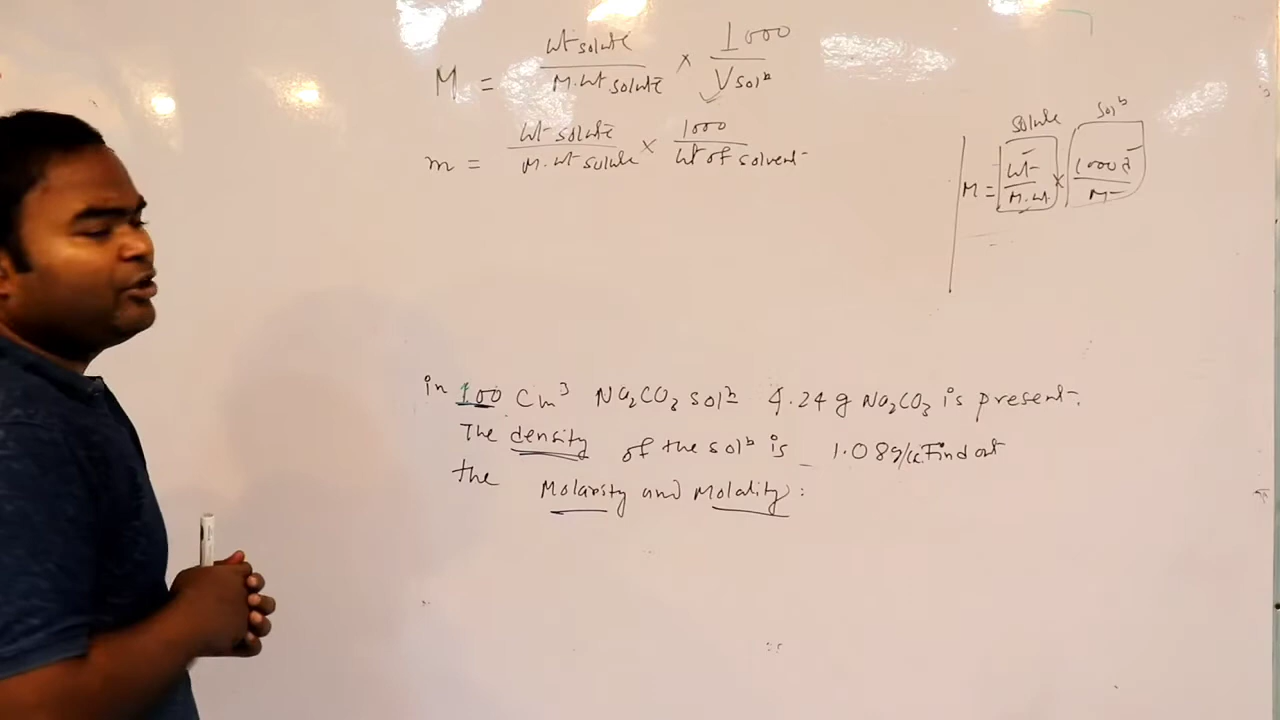 M = wt solute / M.wt solute × 1000 / V solⁿ
m = wt solute / M.wt solute × 1000 / wt of solvent
solute solⁿ
M = wt / M.wt × 1000 d / M
in 100 Cm³ Na₂CO₃ solⁿ 4.24 g Na₂CO₃ is present.
The density of the solⁿ is 1.08 g/cc. Find out
the Molarity and Molality: